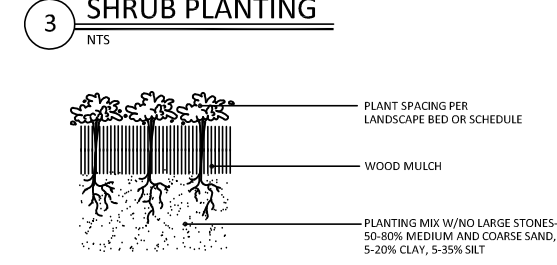 3
SHRUB PLANTING
NTS
PLANT SPACING PER
LANDSCAPE BED OR SCHEDULE
WOOD MULCH
PLANTING MIX W/NO LARGE STONES-
50-80% MEDIUM AND COARSE SAND,
5-20% CLAY, 5-35% SILT